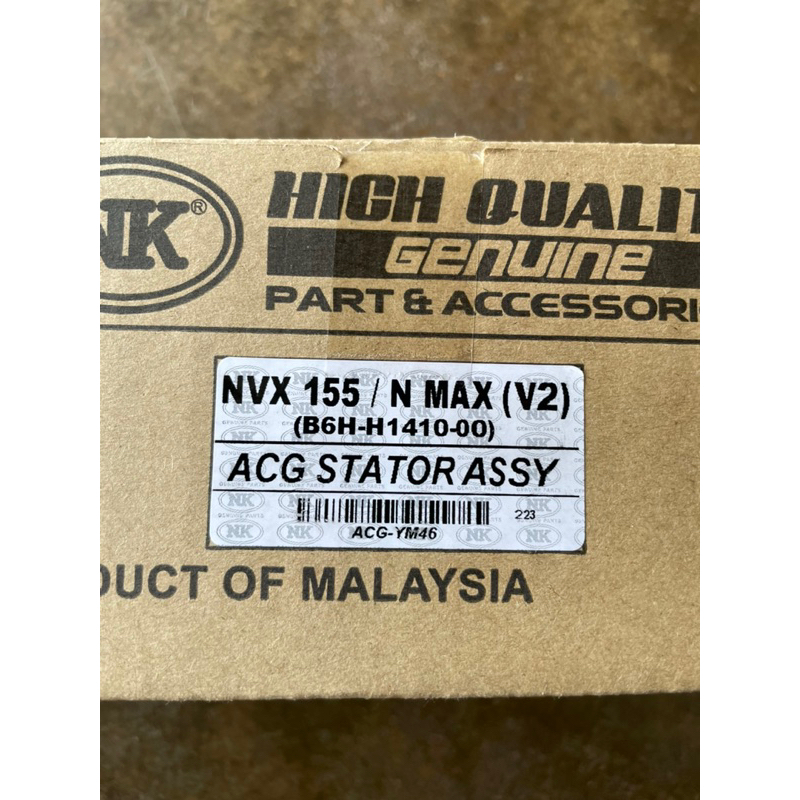 NK®
HIGH QUALIT
Genuine
PART & ACCESSORI
NVX 155 / N MAX (V2)
(B6H-H1410-00)
ACG STATOR ASSY
223
ACG-YM46
DUCT OF MALAYSIA